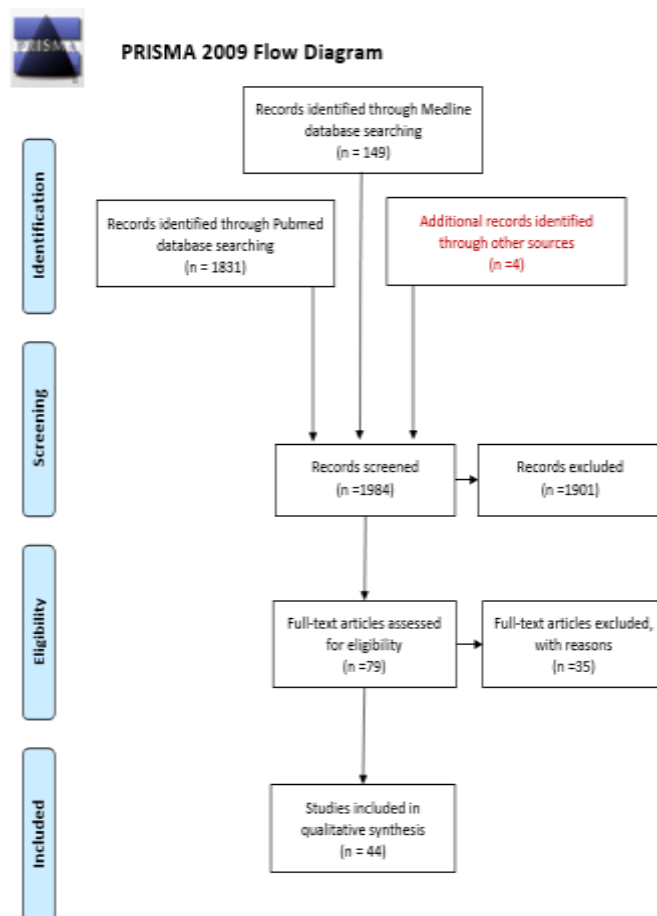 PRISMA
PRISMA 2009 Flow Diagram
Records identified through Medline
database searching
(n = 149)
Identification
Records identified through Pubmed
database searching
(n = 1831)
Additional records identified
through other sources
(n =4)
Screening
Records screened
(n =1984)
Records excluded
(n =1901)
Eligibility
Full-text articles assessed
for eligibility
(n =79)
Full-text articles excluded,
with reasons
(n =35)
Included
Studies included in
qualitative synthesis
(n = 44)